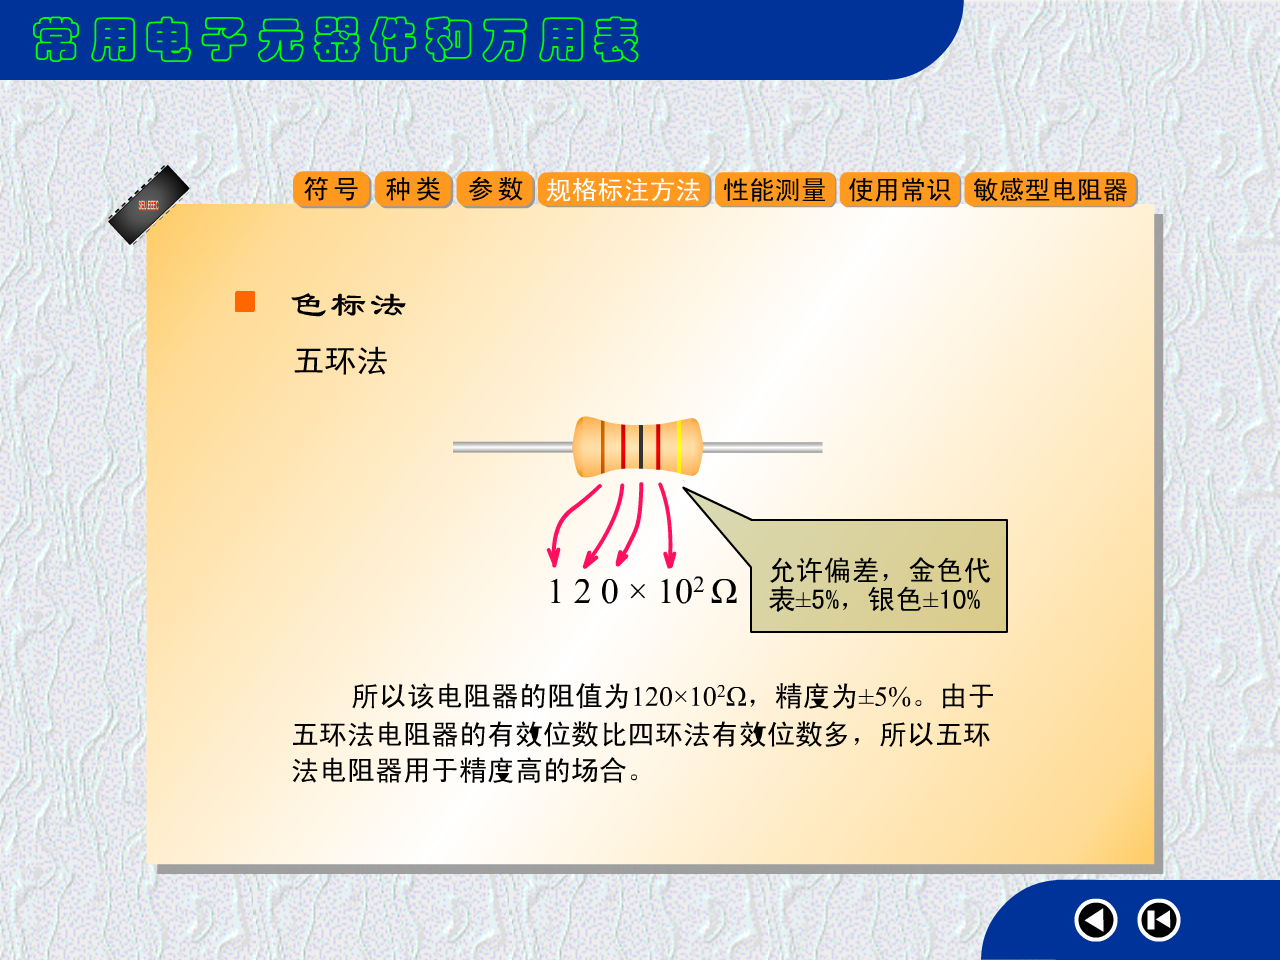 常用电子元器件和万用表
符号 种类 参数 规格标注方法 性能测量 使用常识 敏感型电阻器
SEU.EEEC
色标法
五环法
1 2 0 × 10² Ω
允许偏差，金色代
表±5%，银色±10%
所以该电阻器的阻值为120×10²Ω，精度为±5%。由于
五环法电阻器的有效位数比四环法有效位数多，所以五环
法电阻器用于精度高的场合。